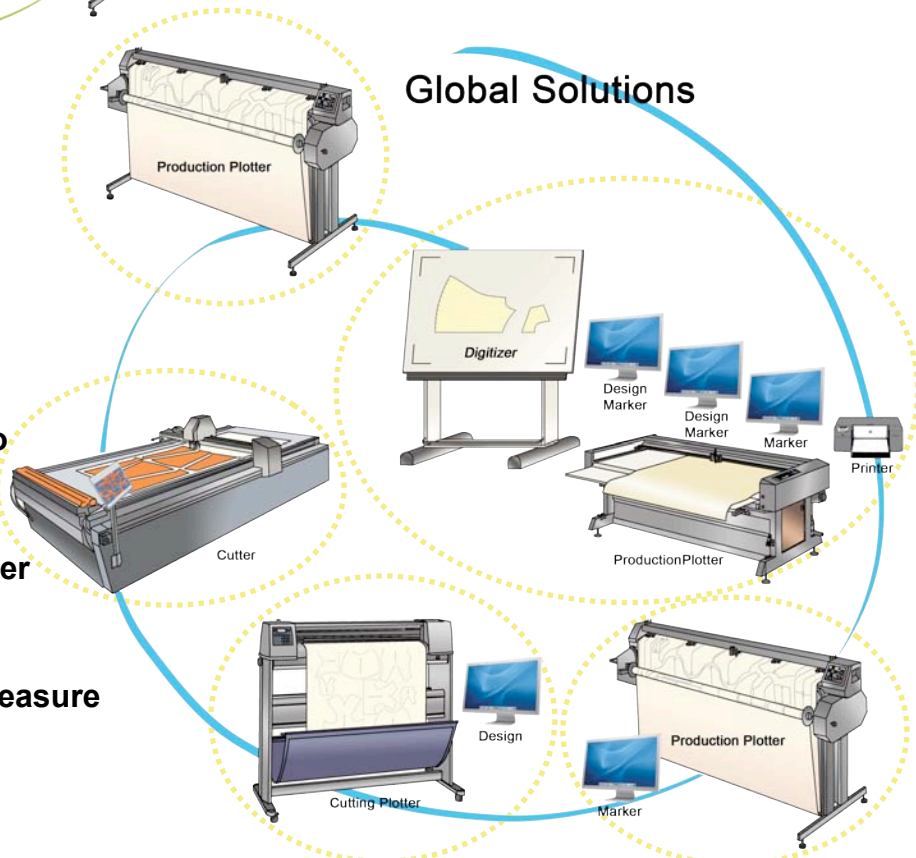 Global Solutions
Production Plotter
Digitizer
Design
Marker
Design
Marker
Marker
Printer
Cutter
ProductionPlotter
er
easure
Design
Cutting Plotter
Production Plotter
Marker